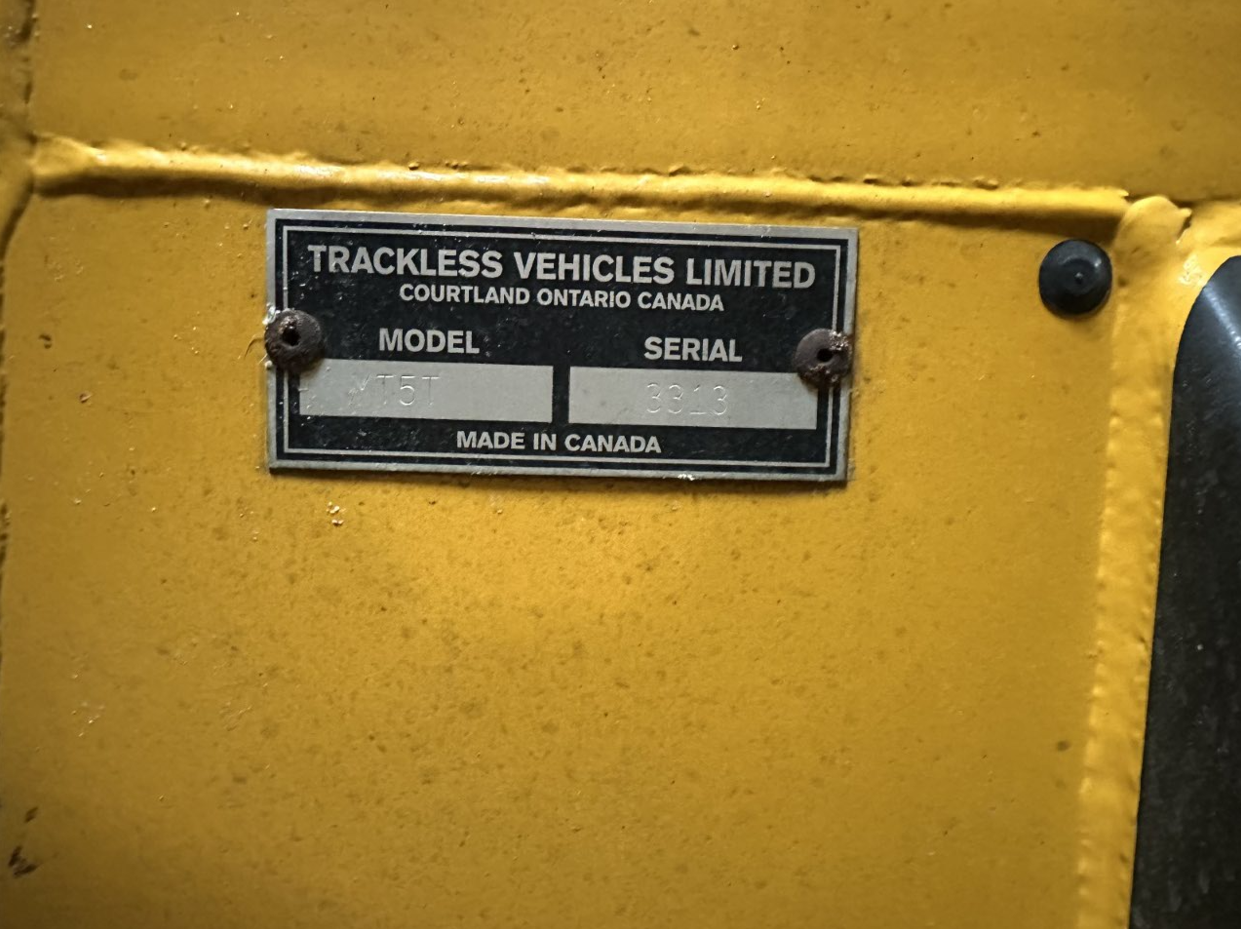 TRACKLESS VEHICLES LIMITED
COURTLAND ONTARIO CANADA
MODEL SERIAL
MT5T 3313
MADE IN CANADA